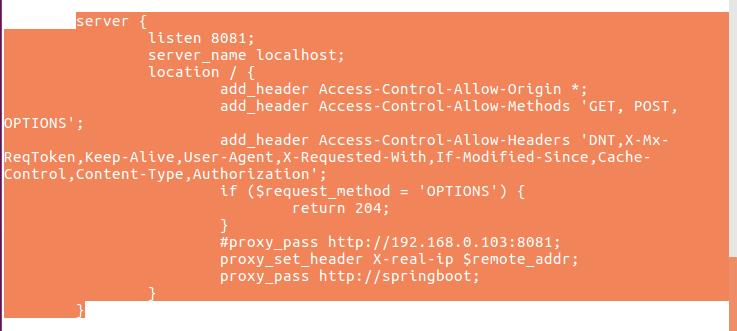 server {
listen 8081;
server_name localhost;
location / {
add_header Access-Control-Allow-Origin *;
add_header Access-Control-Allow-Methods 'GET, POST,
OPTIONS';
add_header Access-Control-Allow-Headers 'DNT,X-Mx-
ReqToken,Keep-Alive,User-Agent,X-Requested-With,If-Modified-Since,Cache-
Control,Content-Type,Authorization';
if ($request_method = 'OPTIONS') {
return 204;
}
#proxy_pass http://192.168.0.103:8081;
proxy_set_header X-real-ip $remote_addr;
proxy_pass http://springboot;
}
}